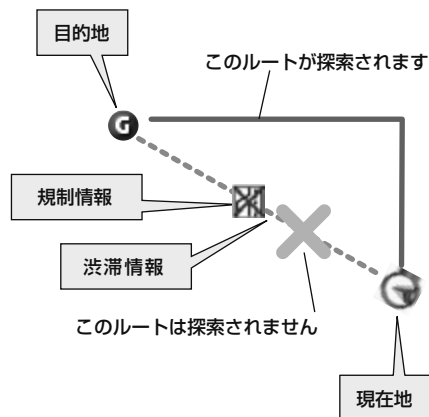 目的地
このルートが探索されます
G
規制情報
渋滞情報
このルートは探索されません
現在地